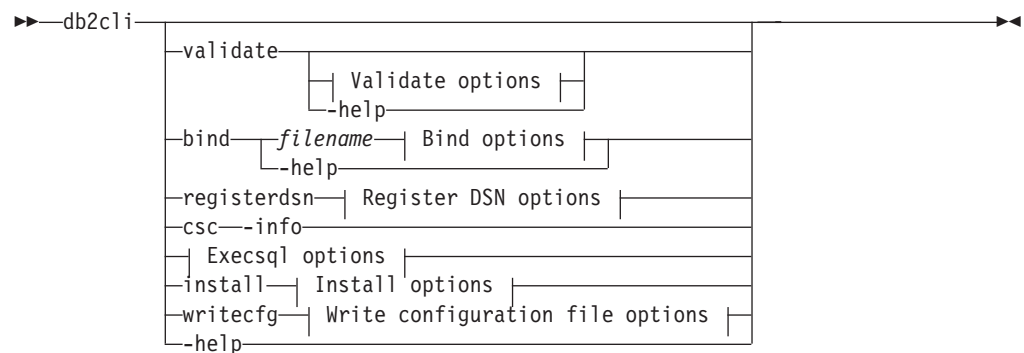 db2cli
validate
Validate options
-help
bind filename Bind options
-help
registerdsn Register DSN options
csc -info
Execsql options
install Install options
writecfg Write configuration file options
-help